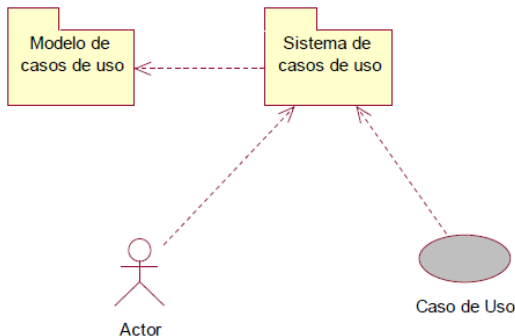 Modelo de
casos de uso
Sistema de
casos de uso
Actor
Caso de Uso